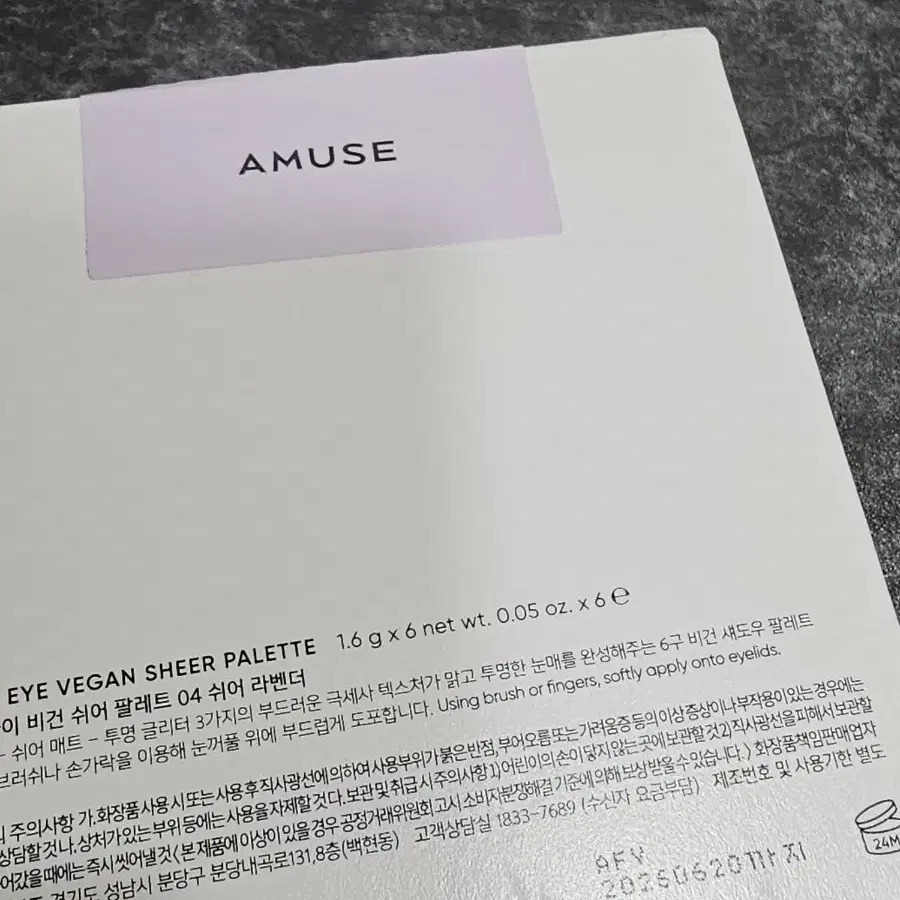 AMUSE
EYE VEGAN SHEER PALETTE 1.6 g x 6 net wt. 0.05 oz. x 6 ℮
이 비건 쉬어 팔레트 04 쉬어 라벤더
– 쉬어 매트 – 투명 글리터 3가지의 부드러운 극세사 텍스처가 맑고 투명한 눈매를 완성해주는 6구 비건 섀도우 팔레트
브러쉬나 손가락을 이용해 눈꺼풀 위에 부드럽게 도포합니다. Using brush or fingers, softly apply onto eyelids.
주의사항 가.화장품 사용 시 또는 사용 후 직사광선에 의하여 사용부위가 붉은 반점, 부어오름 또는 가려움증 등의 이상 증상이나 부작용이 있는 경우에는
상담할 것 나.상처가 있는 부위 등에는 사용을 자제할 것 다.보관 및 취급 시 주의사항 1)어린이의 손이 닿지 않는 곳에 보관할 것 2)직사광선을 피해서 보관할
어갔을 때에는 즉시 씻어낼 것 〈본 제품에 이상이 있을 경우 공정거래위원회 고시 소비자분쟁해결 기준에 의해 보상받을 수 있습니다.〉 화장품책임판매업자
경기도 성남시 분당구 분당내곡로131, 8층(백현동) 고객상담실 1833-7689 (수신자 요금부담) 제조번호 및 사용기한 별도
24M
20260620까지